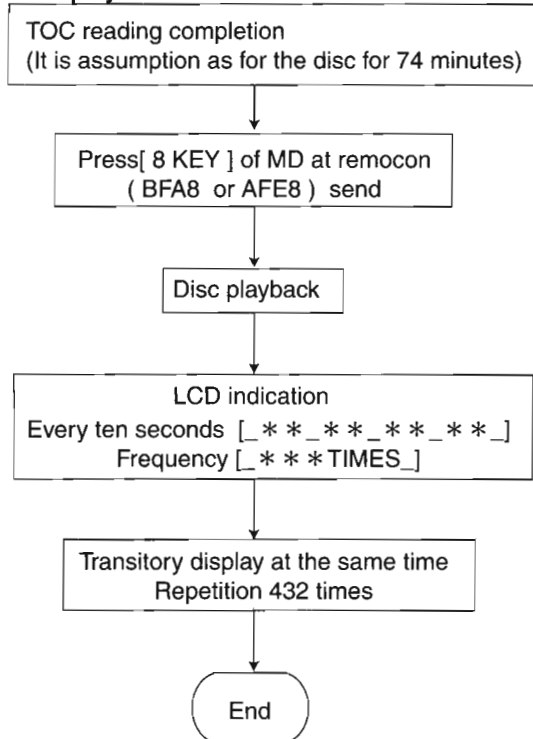 TOC reading completion
(It is assumption as for the disc for 74 minutes)
Press[ 8 KEY ] of MD at remocon
( BFA8 or AFE8 ) send
Disc playback
LCD indication
Every ten seconds [_**_**_**_**_]
Frequency [_***TIMES_]
Transitory display at the same time
Repetition 432 times
End